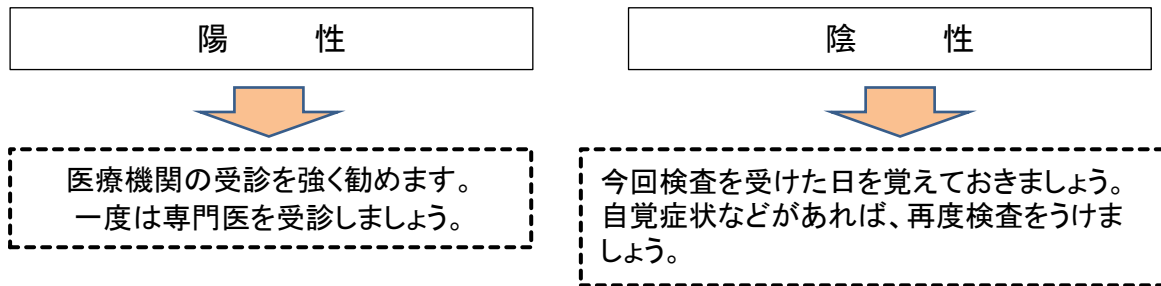 陽　　性
医療機関の受診を強く勧めます。
一度は専門医を受診しましょう。
陰　　性
今回検査を受けた日を覚えておきましょう。
自覚症状などがあれば、再度検査をうけま
しょう。